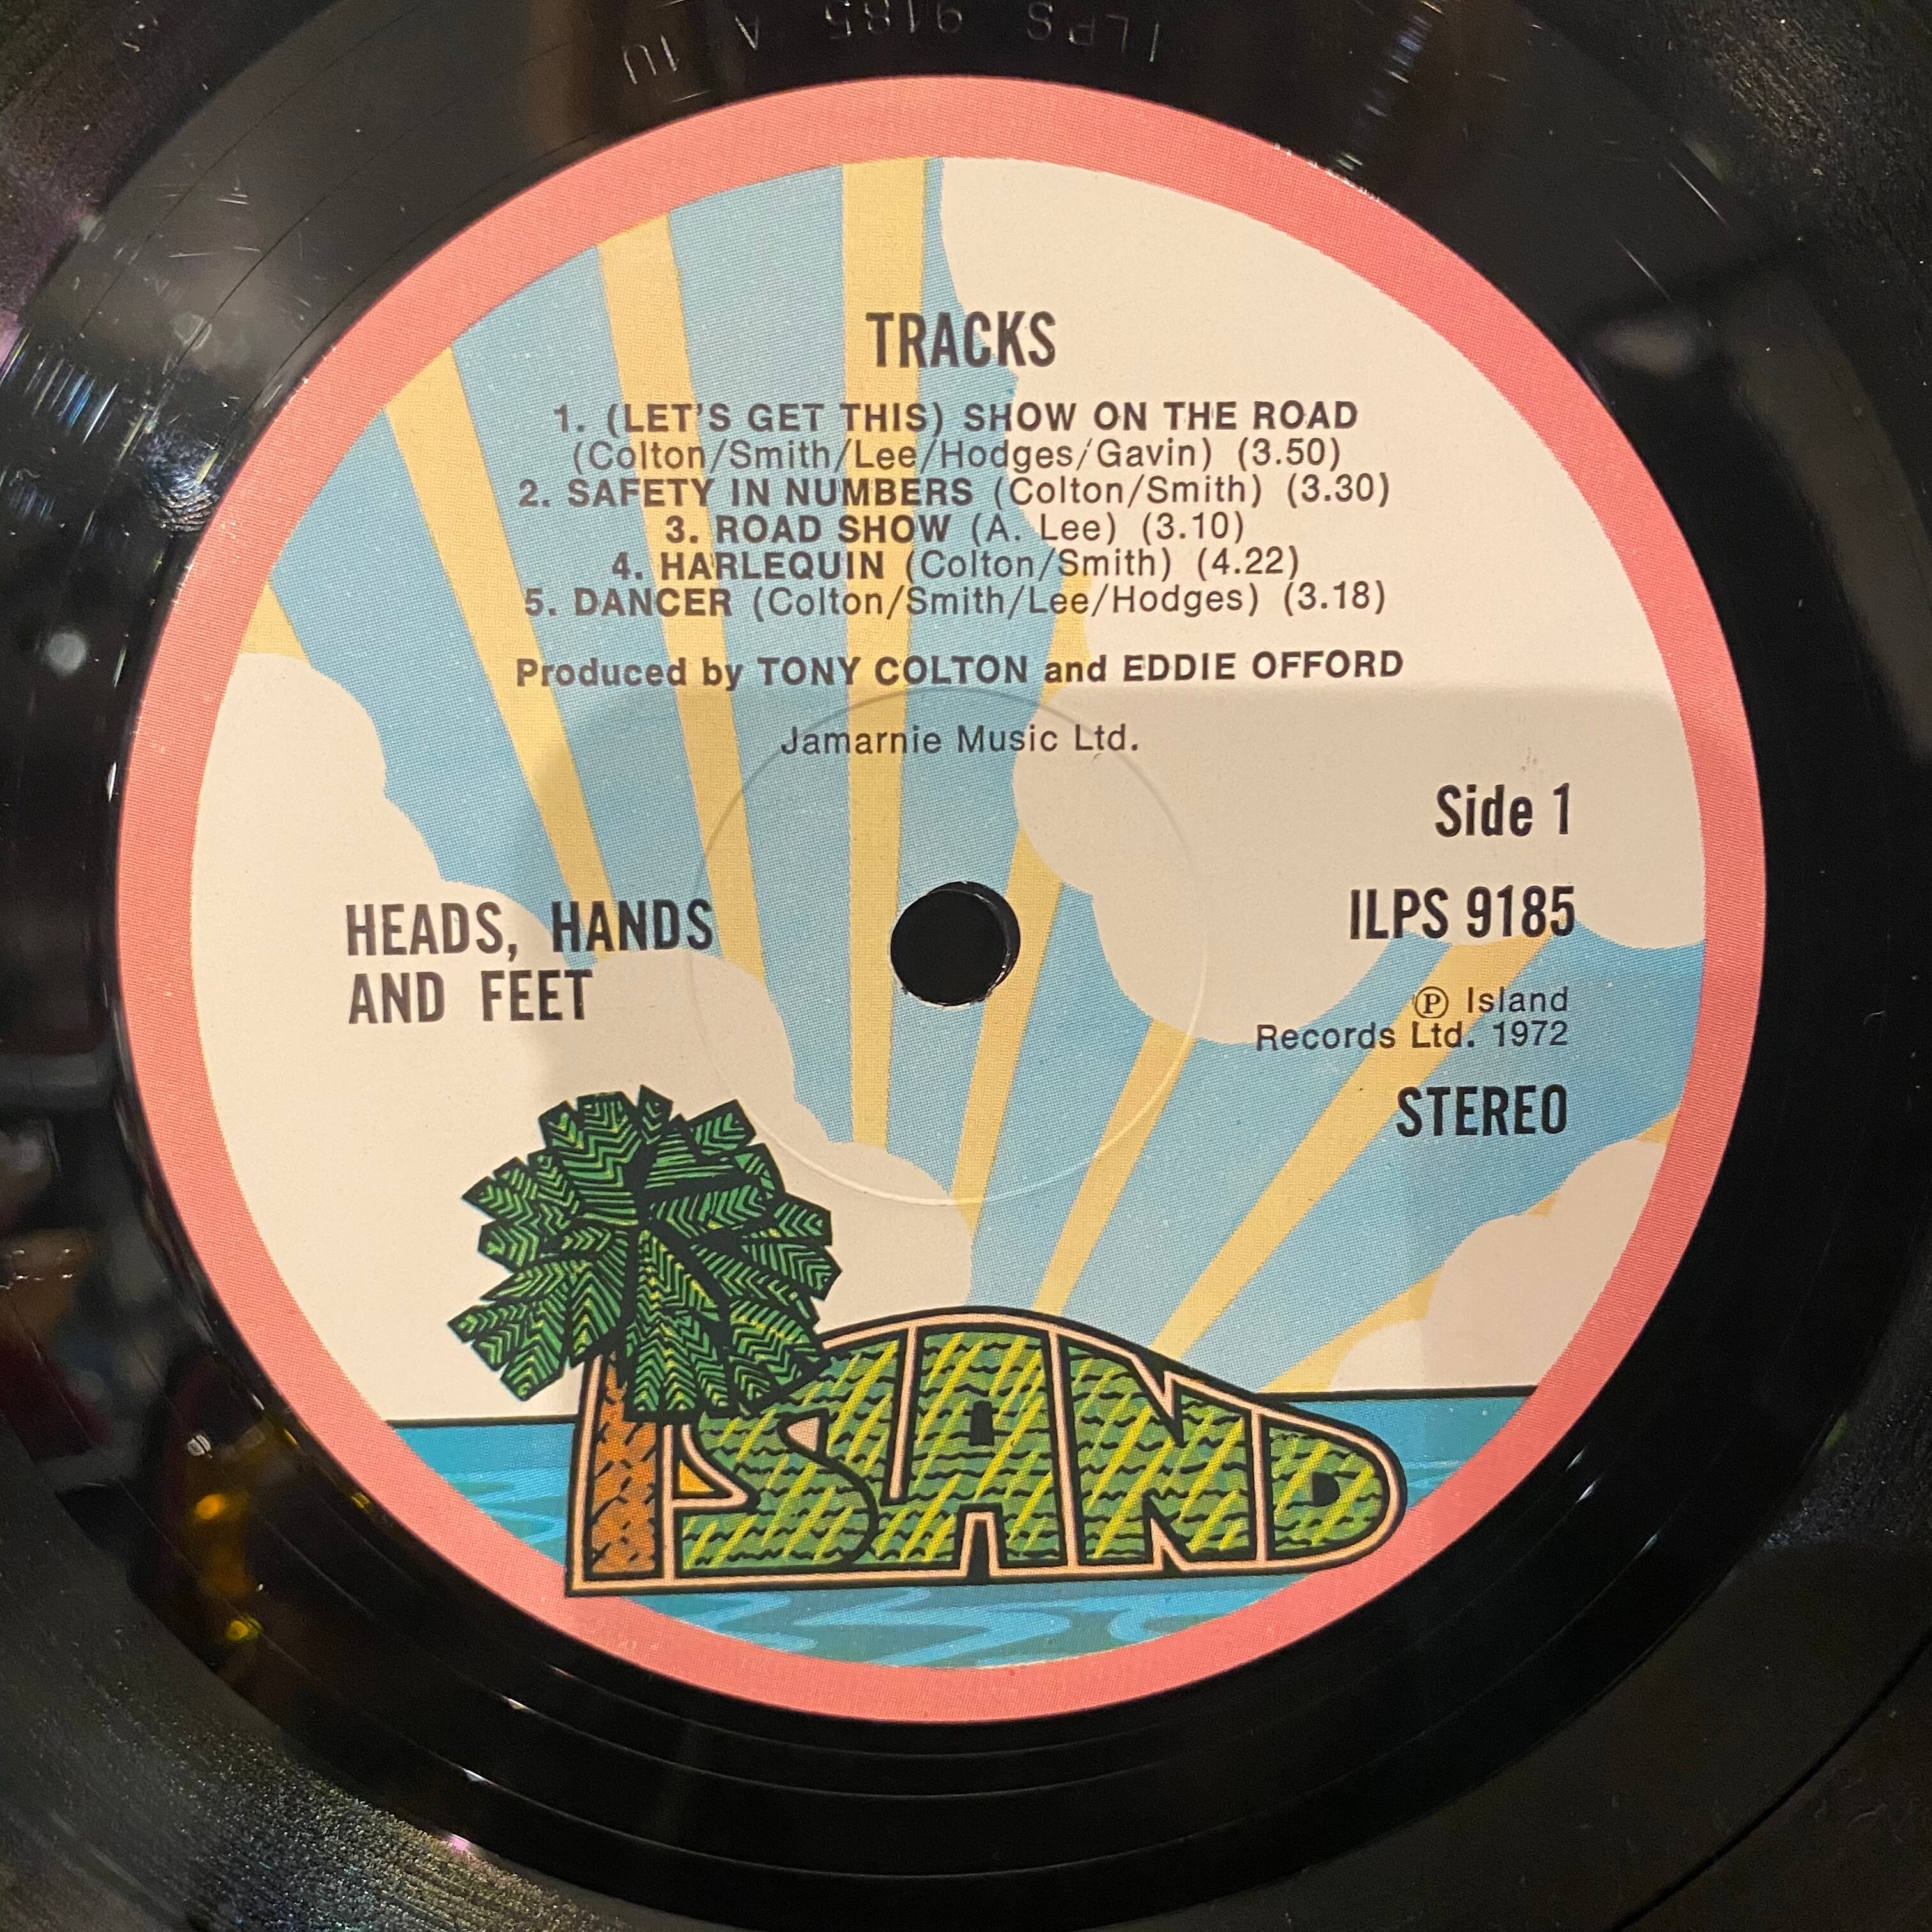 ILPS 9185 A 1U
TRACKS
1. (LET'S GET THIS) SHOW ON THE ROAD
(Colton/Smith/Lee/Hodges/Gavin) (3.50)
2. SAFETY IN NUMBERS (Colton/Smith) (3.30)
3. ROAD SHOW (A. Lee) (3.10)
4. HARLEQUIN (Colton/Smith) (4.22)
5. DANCER (Colton/Smith/Lee/Hodges) (3.18)
Produced by TONY COLTON and EDDIE OFFORD
Jamarnie Music Ltd.
Side 1
ILPS 9185
HEADS, HANDS
AND FEET
Ⓟ Island
Records Ltd. 1972
STEREO
ISLAND